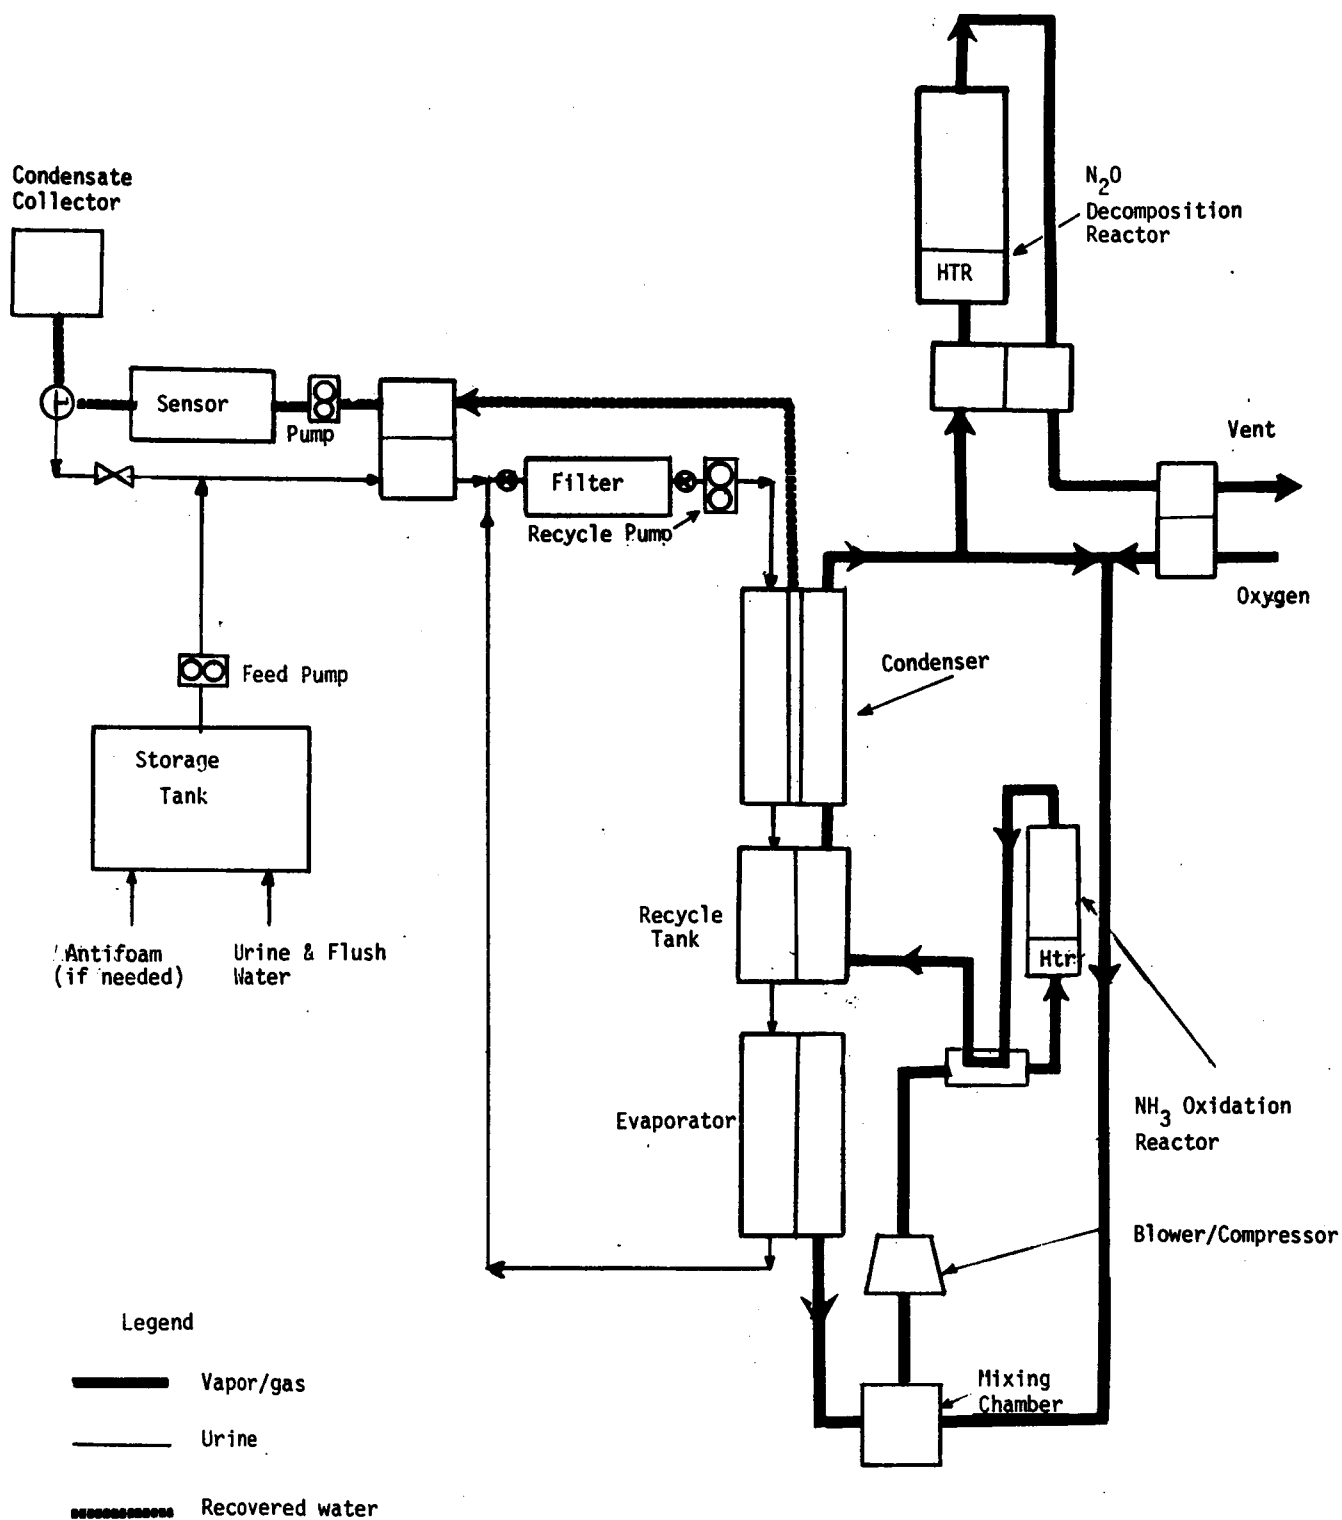 N2O
Decomposition
Reactor
Condensate
Collector
HTR
Sensor
Pump
Vent
Filter
Recycle Pump
Oxygen
Feed Pump
Condenser
Storage
Tank
Recycle
Tank
Antifoam
(if needed)
Urine & Flush
Water
Htr
Evaporator
NH3 Oxidation
Reactor
Blower/Compressor
Legend
Vapor/gas
Mixing
Chamber
Urine
Recovered water